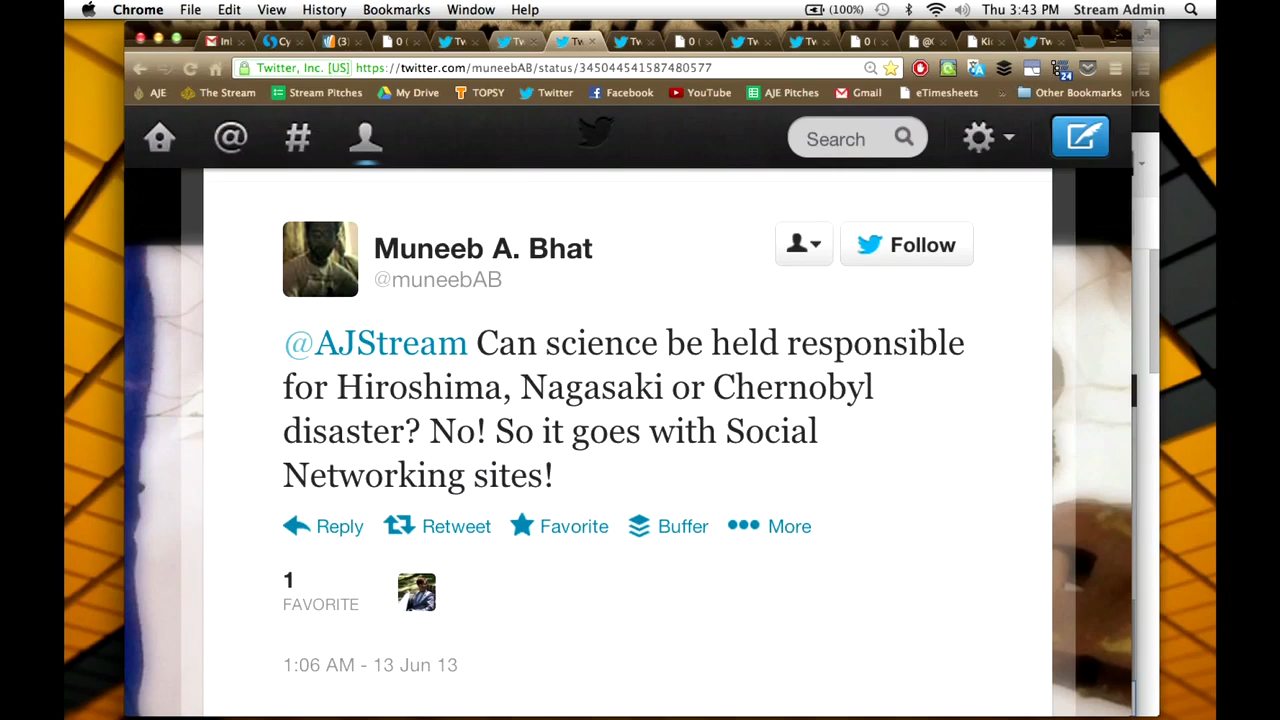 Chrome File Edit View History Bookmarks Window Help (100%) Thu 3:43 PM Stream Admin
Twitter, Inc. [US] https://twitter.com/muneebAB/status/345044541587480577
AJE The Stream Stream Pitches My Drive TOPSY Twitter Facebook YouTube AJE Pitches Gmail eTimesheets » Other Bookmarks
@ # Search
Muneeb A. Bhat
@muneebAB
Follow
@AJStream Can science be held responsible
for Hiroshima, Nagasaki or Chernobyl
disaster? No! So it goes with Social
Networking sites!
Reply Retweet Favorite Buffer More
1
FAVORITE
1:06 AM - 13 Jun 13